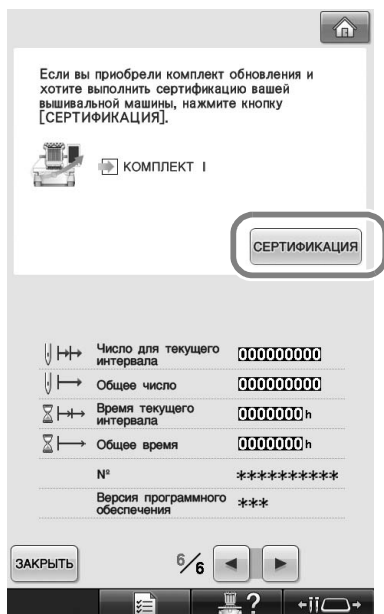 Если вы приобрели комплект обновления и
хотите выполнить сертификацию вашей
вышивальной машины, нажмите кнопку
[СЕРТИФИКАЦИЯ].
КОМПЛЕКТ I
СЕРТИФИКАЦИЯ
Число для текущего
интервала 000000000
Общее число 000000000
Время текущего
интервала 0000000 h
Общее время 0000000 h
Nº **********
Версия программного
обеспечения ***
ЗАКРЫТЬ 6/6
?